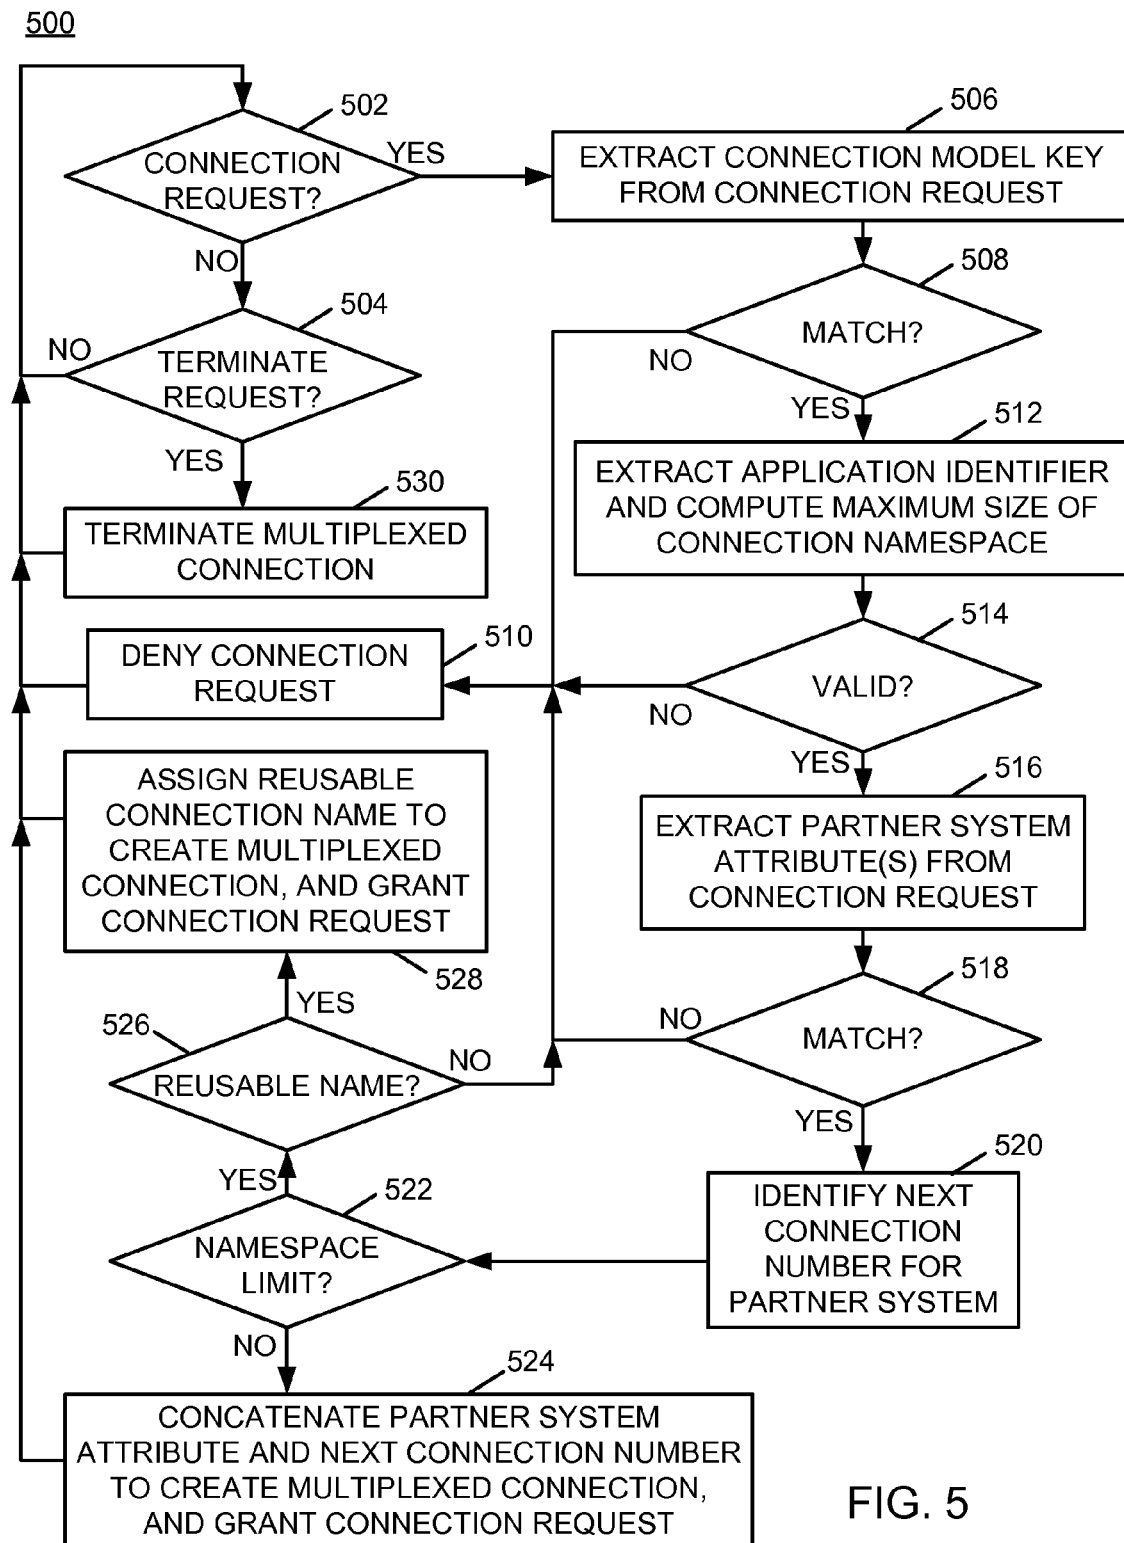 500
502
CONNECTION
REQUEST?
YES
NO
506
EXTRACT CONNECTION MODEL KEY
FROM CONNECTION REQUEST
504
TERMINATE
REQUEST?
NO
YES
508
MATCH?
NO
YES
530
TERMINATE MULTIPLEXED
CONNECTION
512
EXTRACT APPLICATION IDENTIFIER
AND COMPUTE MAXIMUM SIZE OF
CONNECTION NAMESPACE
510
DENY CONNECTION
REQUEST
514
VALID?
NO
YES
ASSIGN REUSABLE
CONNECTION NAME TO
CREATE MULTIPLEXED
CONNECTION, AND GRANT
CONNECTION REQUEST
528
516
EXTRACT PARTNER SYSTEM
ATTRIBUTE(S) FROM
CONNECTION REQUEST
YES
526
REUSABLE NAME?
NO
518
NO
MATCH?
YES
YES
522
NAMESPACE
LIMIT?
NO
520
IDENTIFY NEXT
CONNECTION
NUMBER FOR
PARTNER SYSTEM
524
CONCATENATE PARTNER SYSTEM
ATTRIBUTE AND NEXT CONNECTION NUMBER
TO CREATE MULTIPLEXED CONNECTION,
AND GRANT CONNECTION REQUEST
FIG. 5